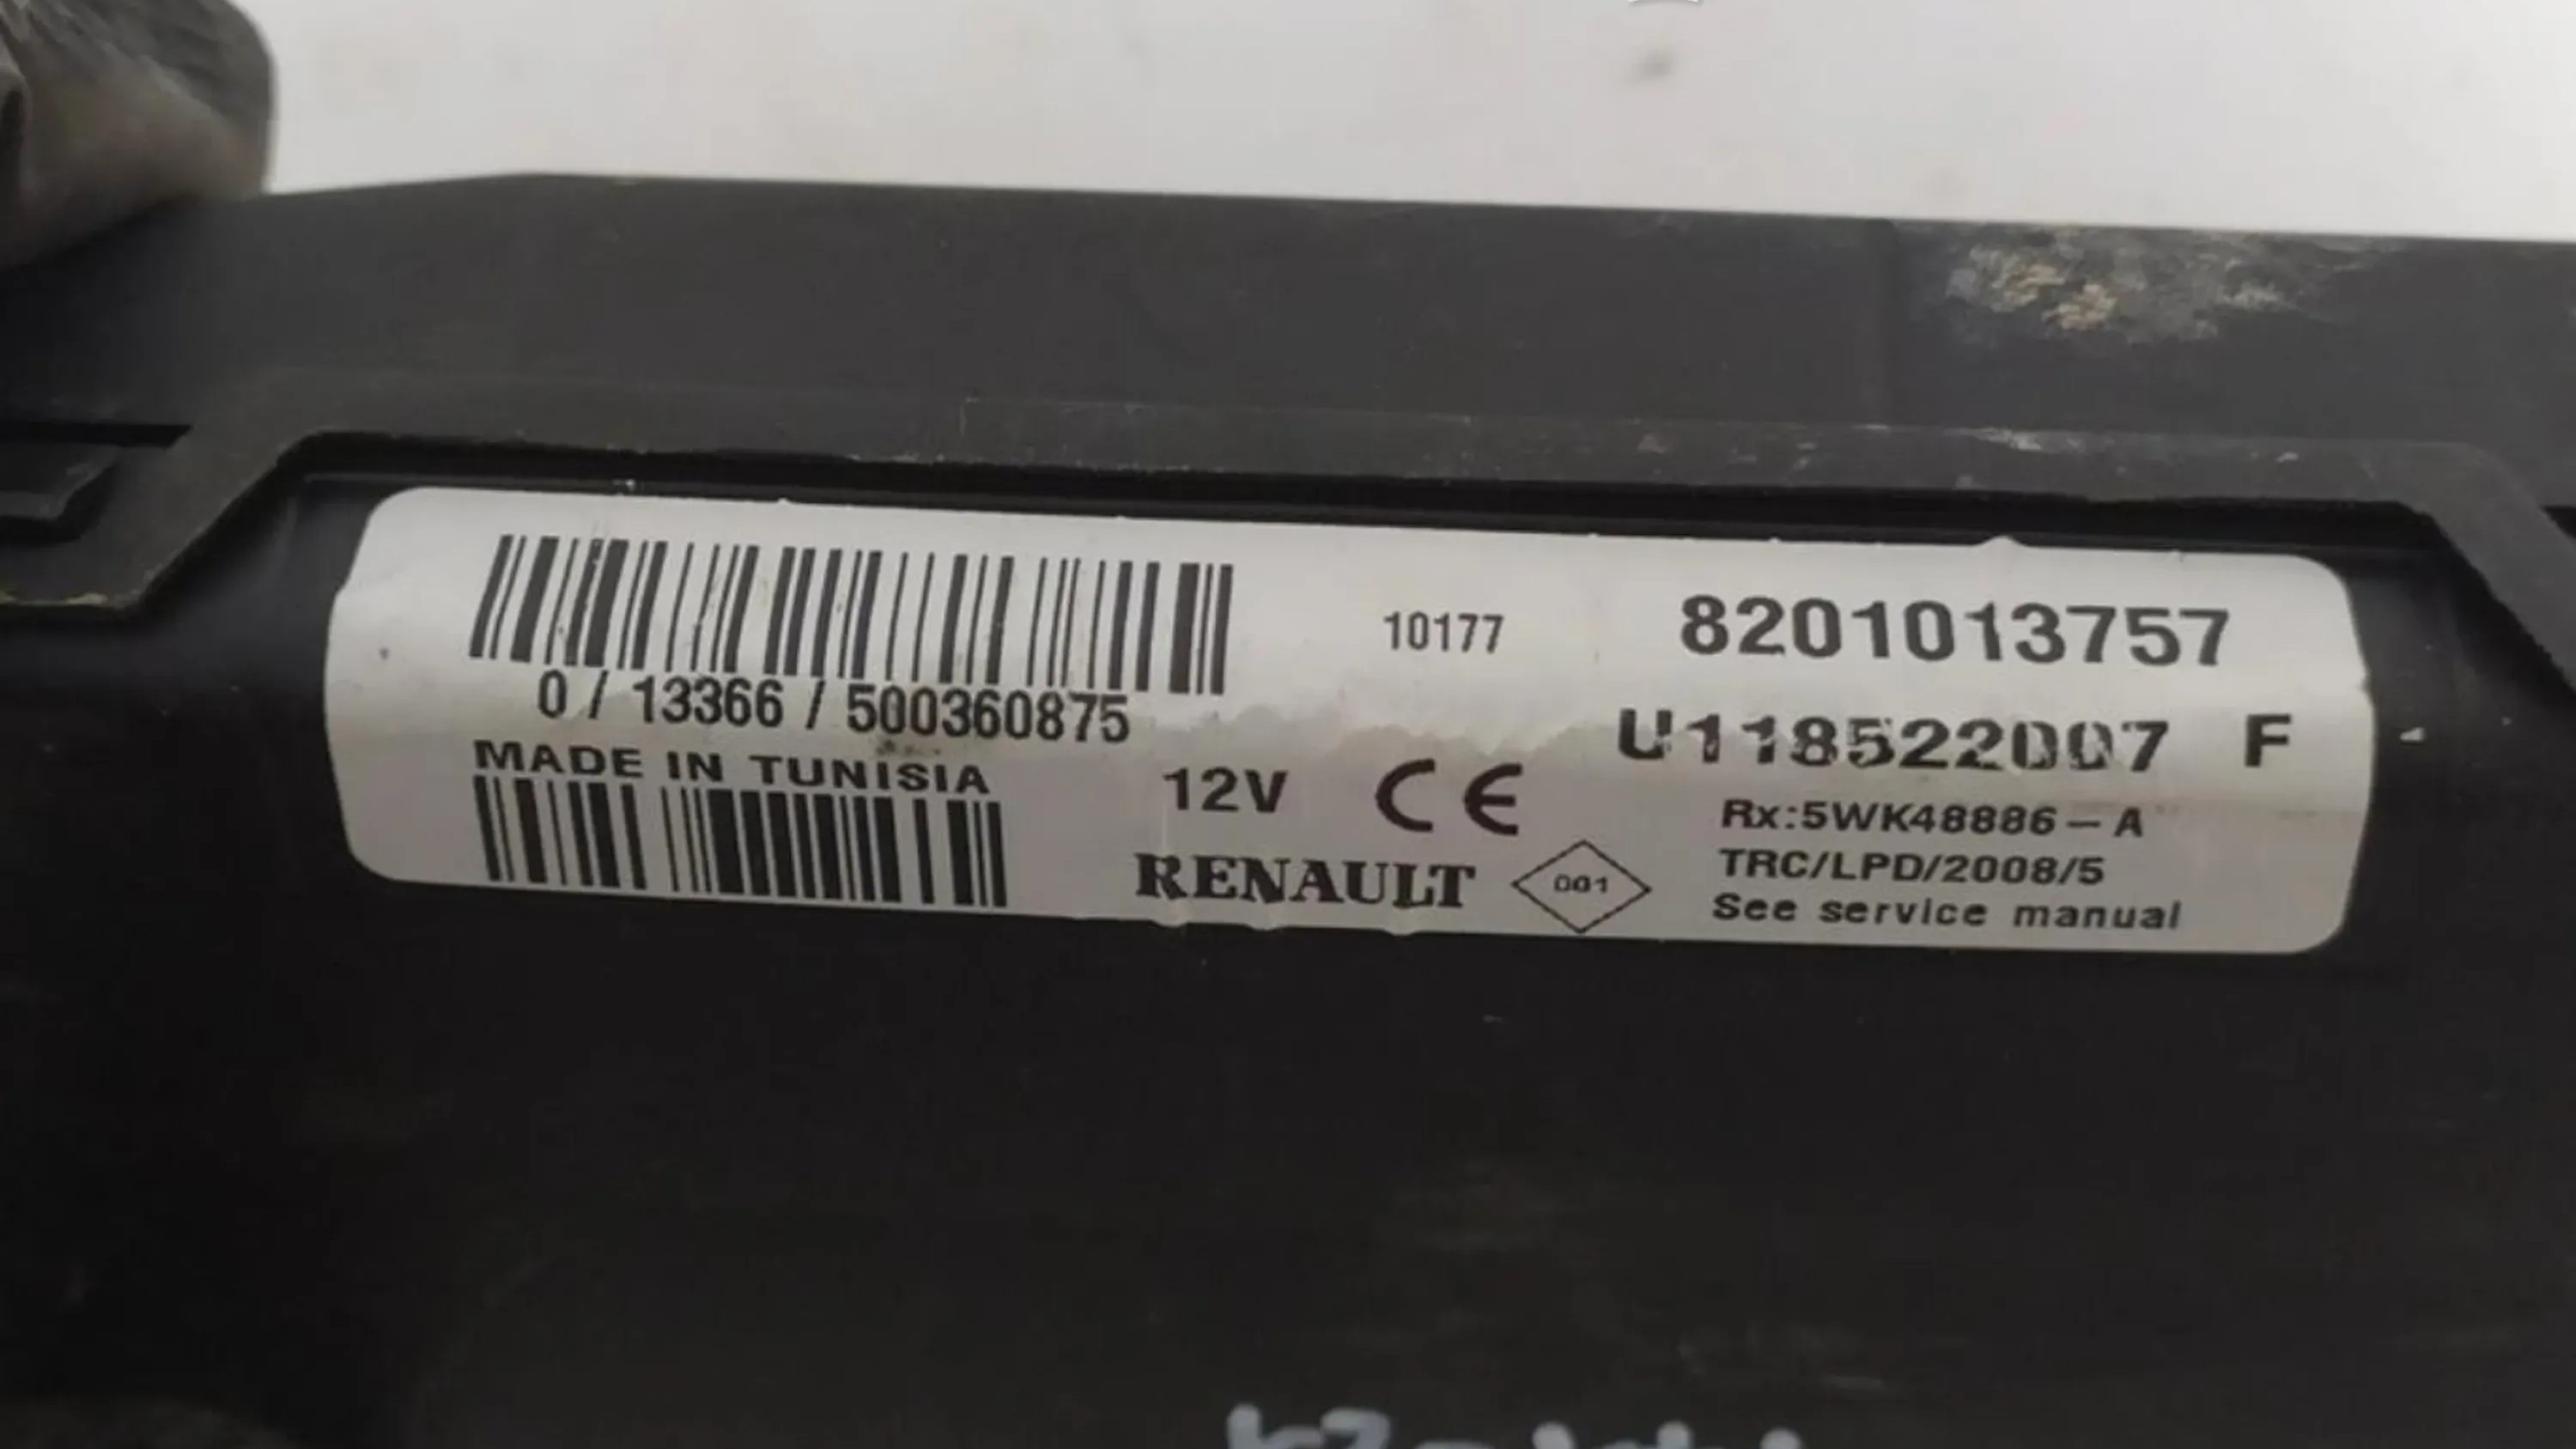 10177
8201013757
0 / 13366 / 500360875
U118522007 F
MADE IN TUNISIA
12V CE
Rx:5WK48886-A
RENAULT 001
TRC/LPD/2008/5
See service manual